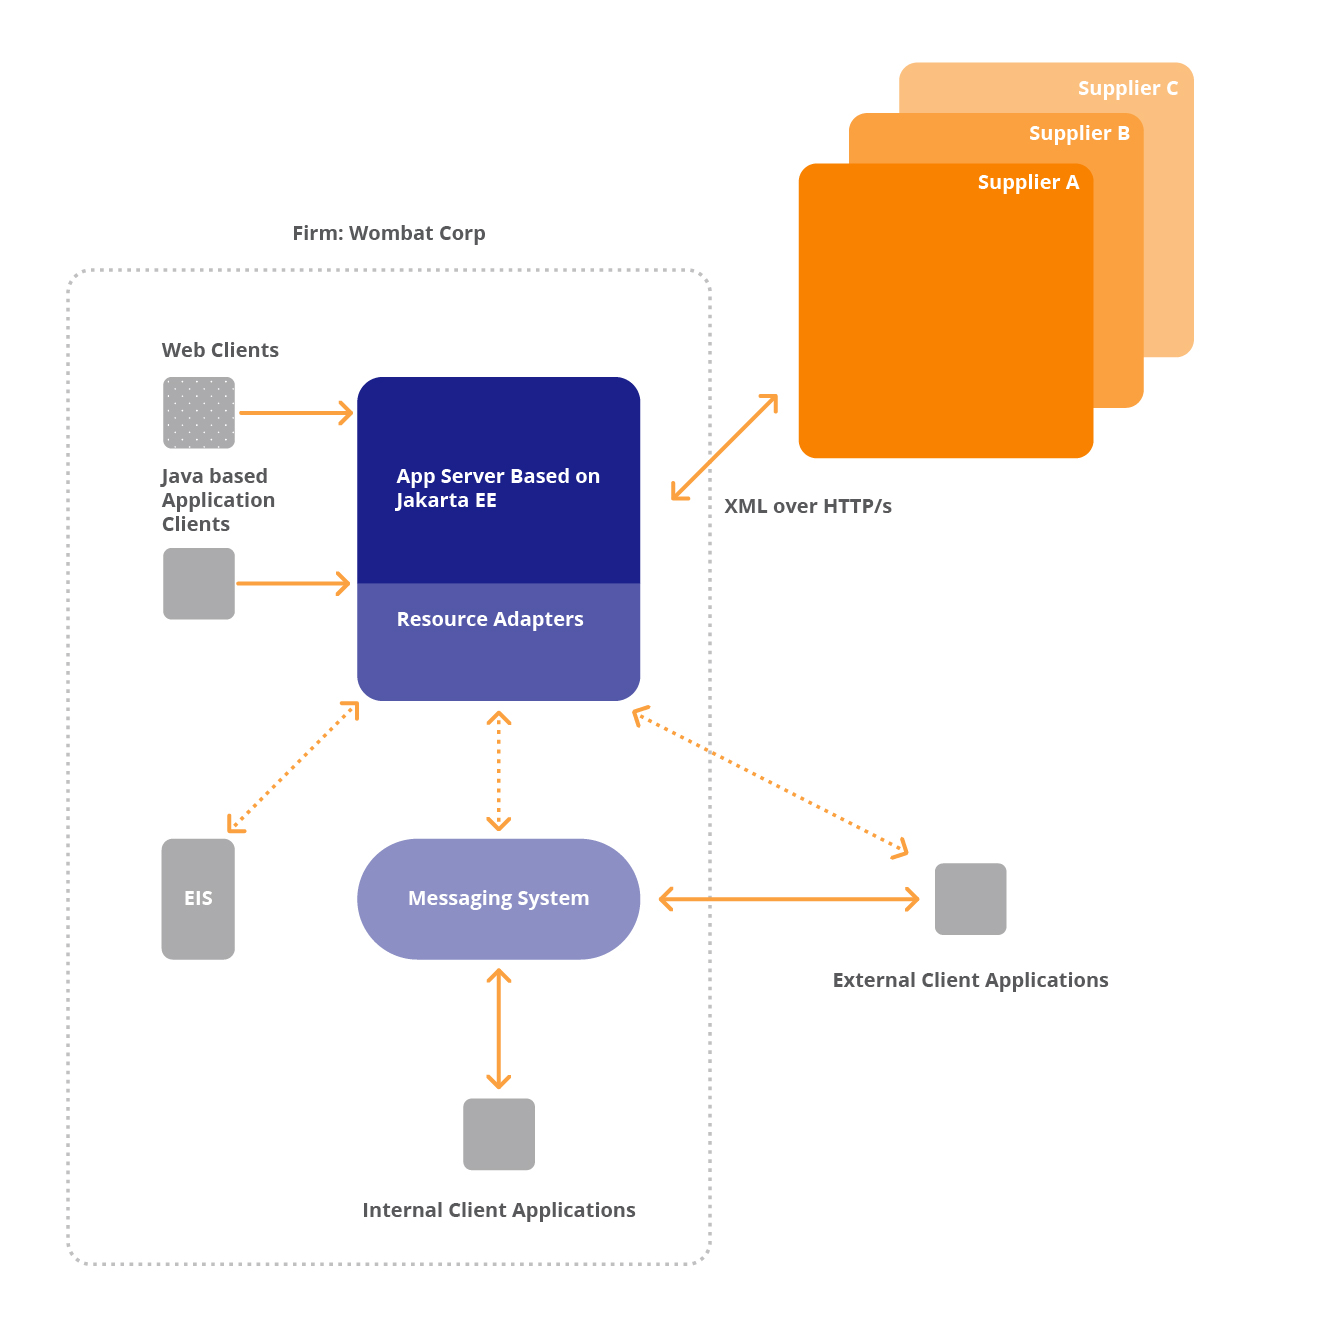 Supplier C
Supplier B
Supplier A
Firm: Wombat Corp
Web Clients
Java based
Application
Clients
App Server Based on
Jakarta EE
XML over HTTP/s
Resource Adapters
EIS
Messaging System
External Client Applications
Internal Client Applications